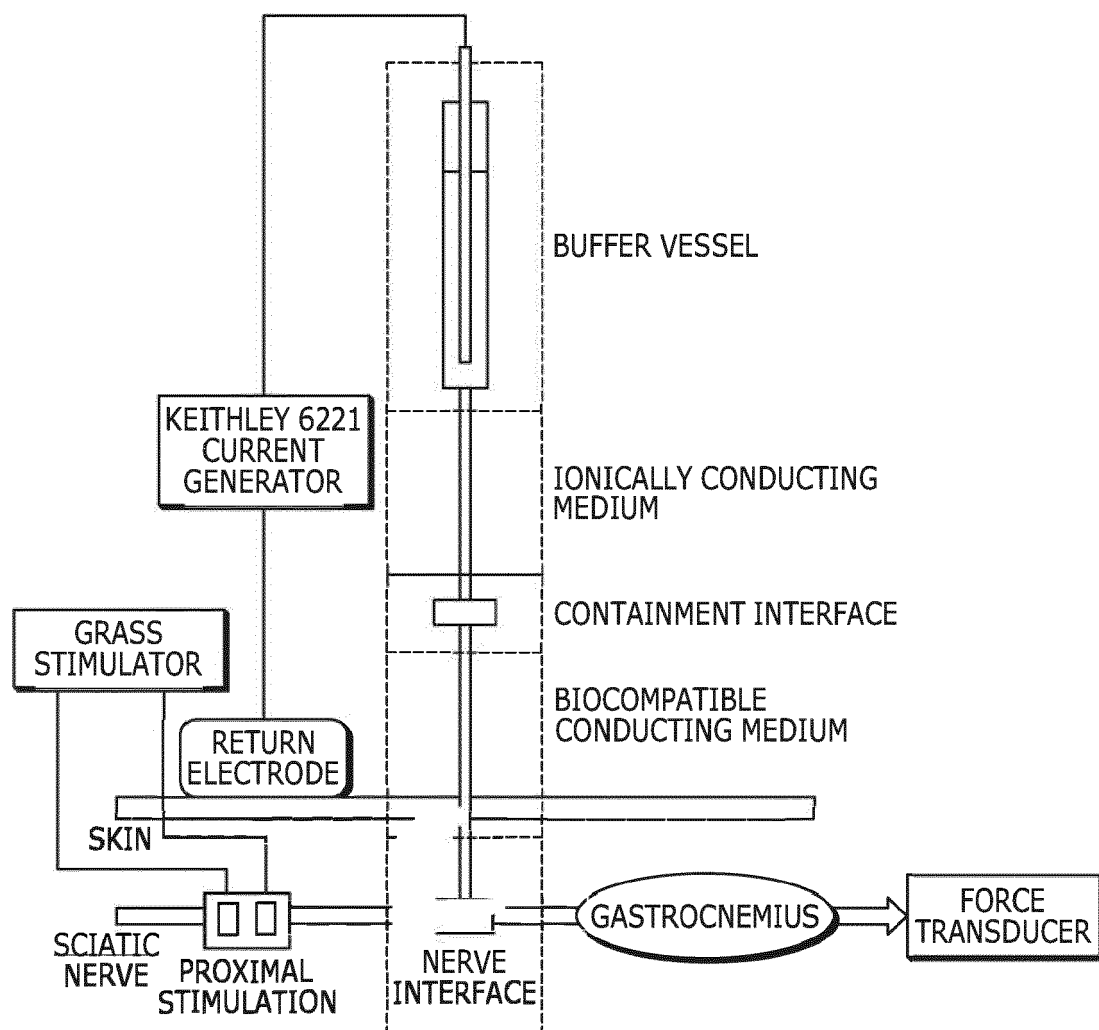 BUFFER VESSEL
KEITHLEY 6221
CURRENT
GENERATOR
IONICALLY CONDUCTING
MEDIUM
CONTAINMENT INTERFACE
GRASS
STIMULATOR
BIOCOMPATIBLE
CONDUCTING MEDIUM
RETURN
ELECTRODE
SKIN
SCIATIC
NERVE
PROXIMAL
STIMULATION
NERVE
INTERFACE
GASTROCNEMIUS
FORCE
TRANSDUCER